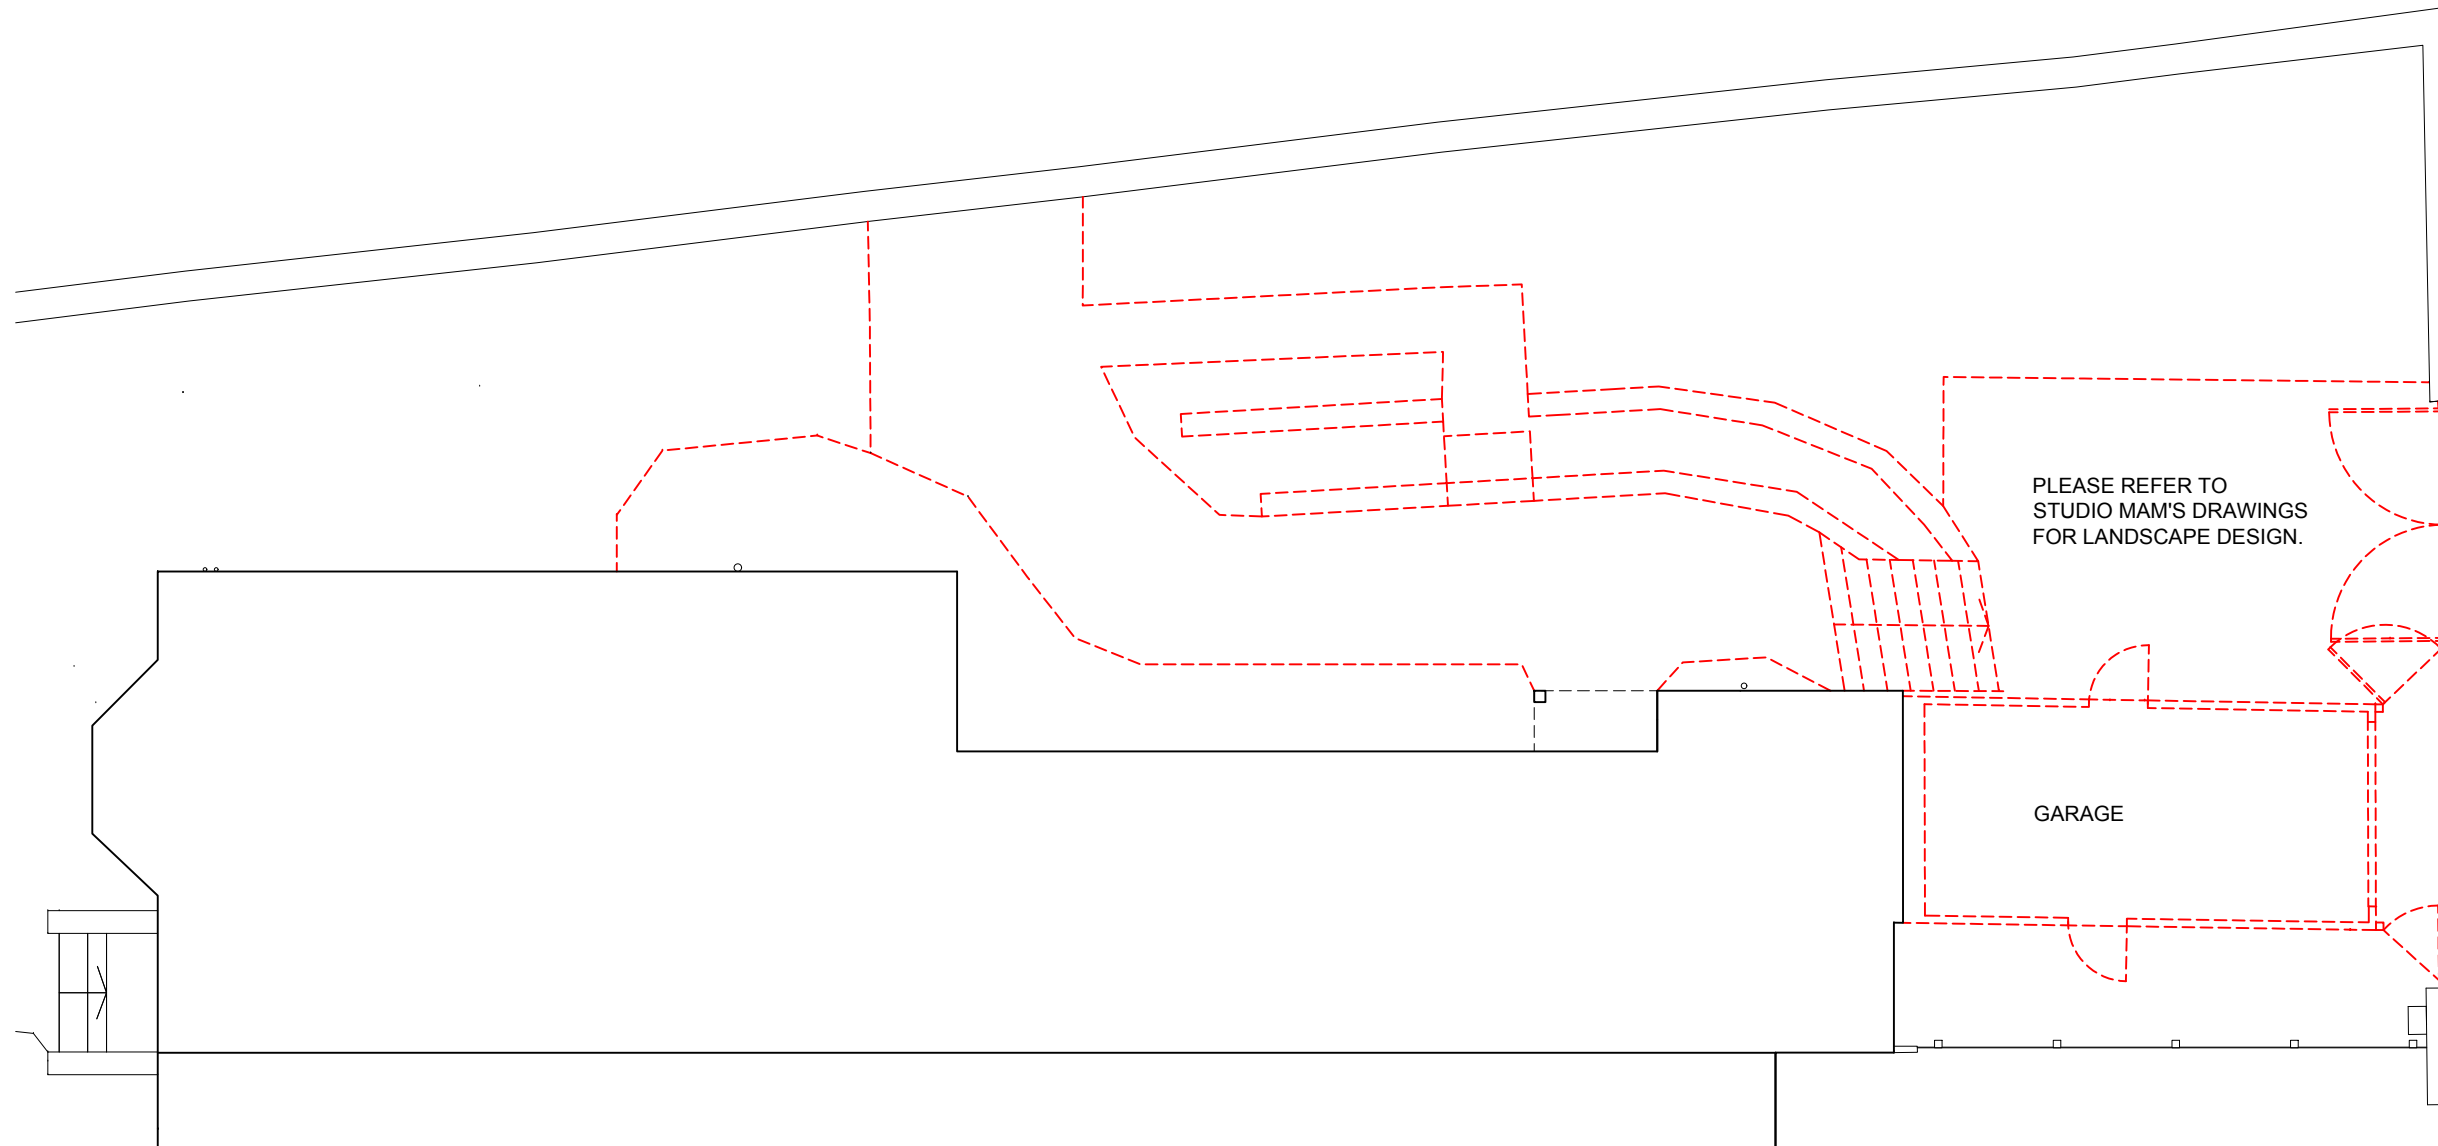 PLEASE REFER TO
STUDIO MAM'S DRAWINGS
FOR LANDSCAPE DESIGN.
GARAGE